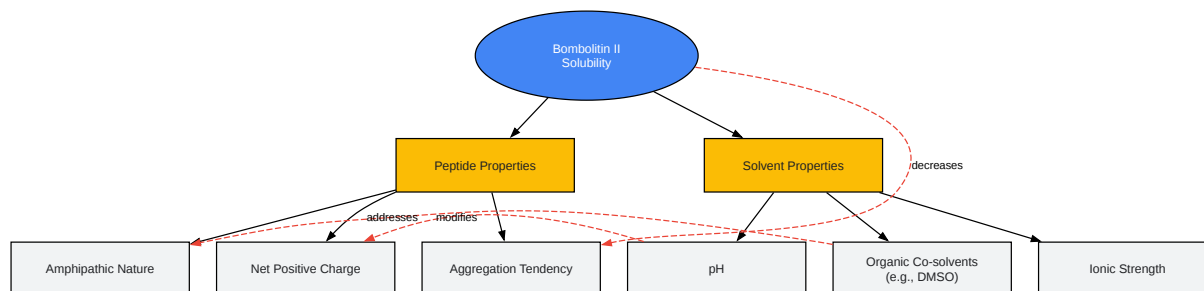 Bombolitin II
Solubility
Peptide Properties
Solvent Properties
decreases
addresses
modifies
Amphipathic Nature
Net Positive Charge
Aggregation Tendency
pH
Organic Co-solvents
(e.g., DMSO)
Ionic Strength